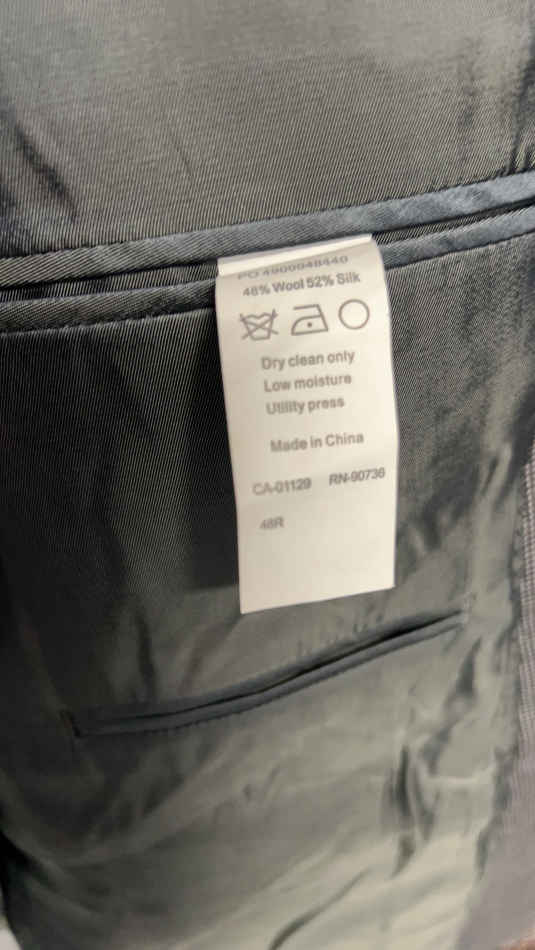 PO 4900048440
48% Wool 52% Silk
Dry clean only
Low moisture
Utility press
Made in China
CA-01129 RN-90736
48R